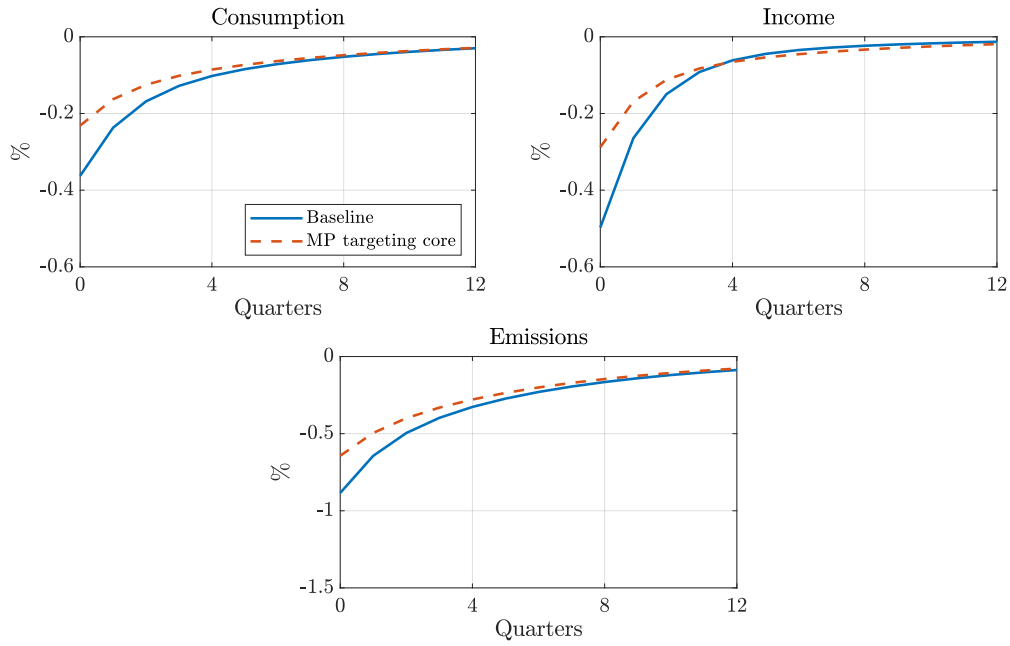 Consumption
0
-0.2
-0.4
-0.6
%
Baseline
MP targeting core
0 4 8 12
Quarters
Income
0
-0.2
-0.4
-0.6
%
0 4 8 12
Quarters
Emissions
0
-0.5
-1
-1.5
%
0 4 8 12
Quarters